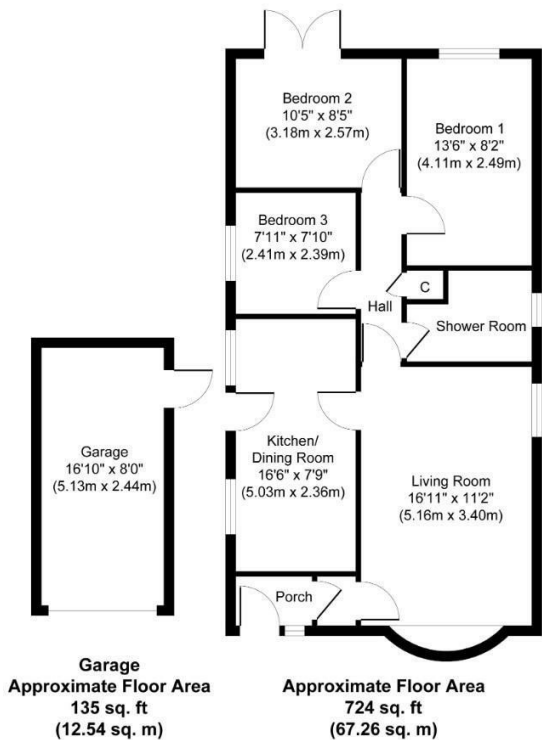 Bedroom 2
10'5" x 8'5"
(3.18m x 2.57m)
Bedroom 1
13'6" x 8'2"
(4.11m x 2.49m)
Bedroom 3
7'11" x 7'10"
(2.41m x 2.39m)
C
Hall
Shower Room
Garage
16'10" x 8'0"
(5.13m x 2.44m)
Kitchen/
Dining Room
16'6" x 7'9"
(5.03m x 2.36m)
Living Room
16'11" x 11'2"
(5.16m x 3.40m)
Porch
Garage
Approximate Floor Area
135 sq. ft
(12.54 sq. m)
Approximate Floor Area
724 sq. ft
(67.26 sq. m)